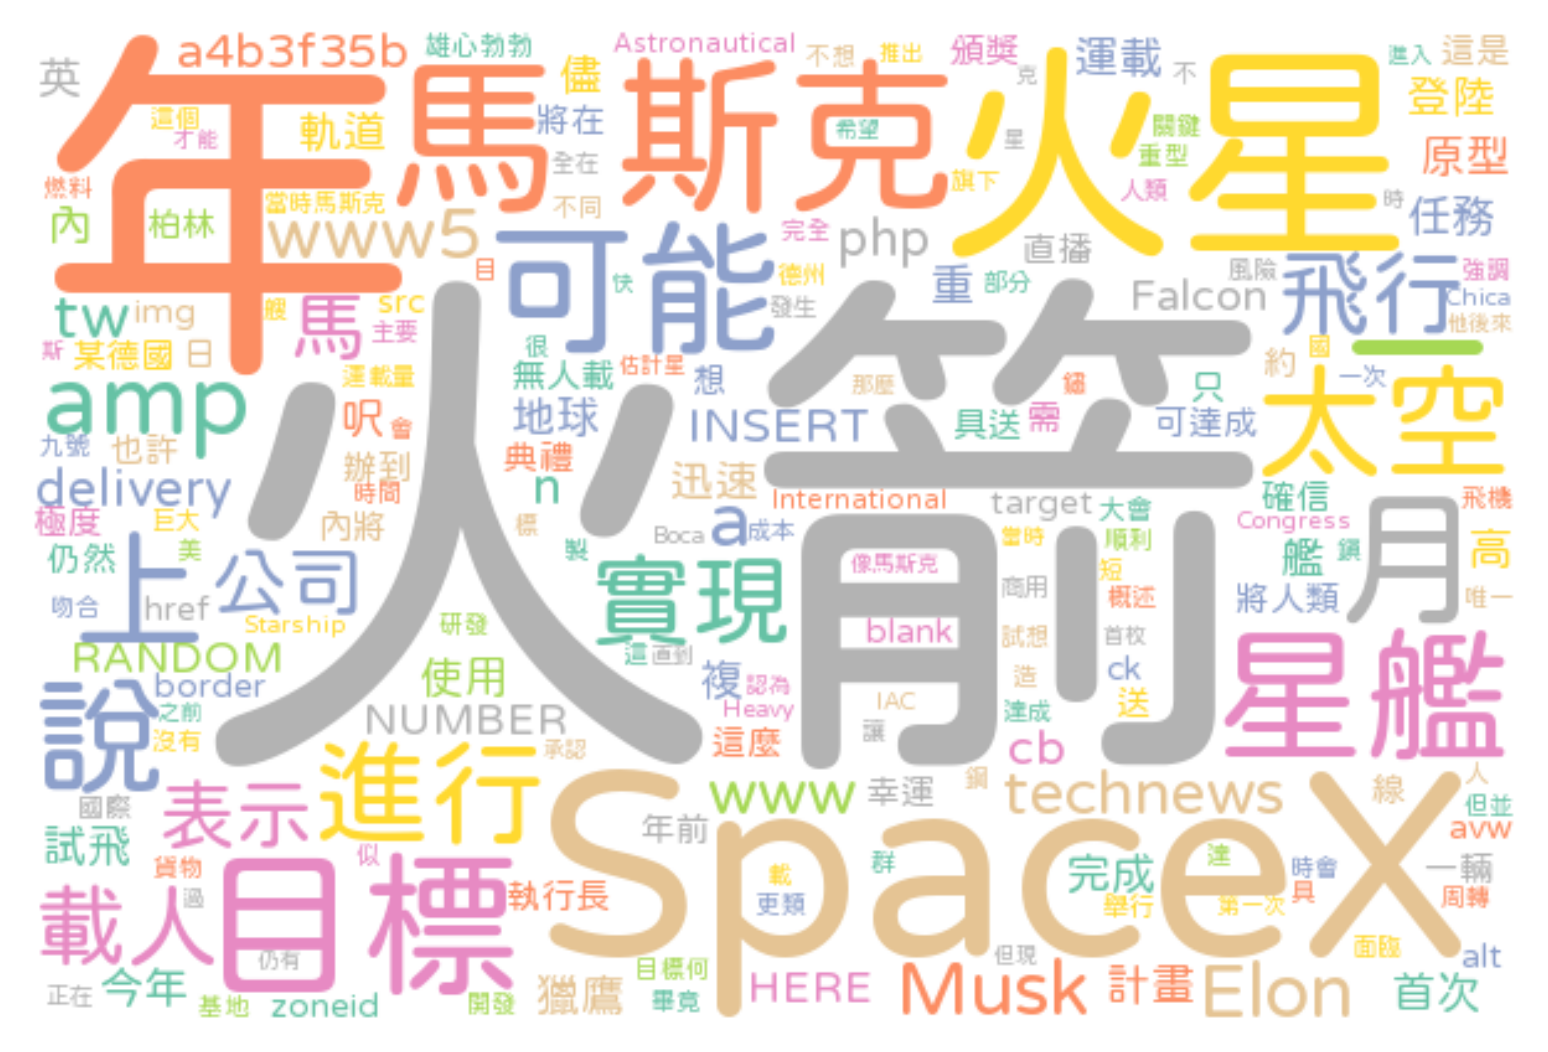 年
馬斯克
火星
火箭
SpaceX
a4b3f35b
雄心勃勃
Astronautical
不想
推出
頒獎
運載
不
進入
這是
英
儘
克
登陸
這個
才能
軌道
將在
希望
星
關鍵
重型
原型
全在
燃料
當時馬斯克
不同
旗下
人類
時
任務
內
柏林
www5
可能
完全
php
直播
目
快
德州
重
部分
風險
飛行
強調
Chica
他後來
tw
img
艘
馬
src
主要
發生
Falcon
斯
某德國
日
很
無人載
估計星
想
那麼
鏽
約
國
一
一次
運載量
amp
呎
會
地球
INSERT
具送
需
只
可達成
太空
九號
也許
辦到
典禮
迅速
delivery
時間
n
International
target
大會
確信
飛機
極度
巨大
內將
標
Boca
a
成本
當時
順利
Congress
月
仍然
美
製
像馬斯克
短
艦
鎭
高
上
公司
實現
商用
概述
將人類
唯一
吻合
href
Starship
研發
blank
試想
首枚
RANDOM
這
直到
使用
複
認為
造
ck
星艦
說
border
之前
NUMBER
Heavy
IAC
達成
送
沒有
進行
承認
這麼
讓
cb
表示
國際
www
幸運
鋼
technews
線
人
但並
試飛
年前
avw
貨物
似
載
群
完成
達
時會
一輛
載人
過
目標
執行長
更類
舉行
第一次
具
周轉
仍有
但現
面臨
alt
正在
今年
基地
zoneid
開發
獵鷹
目標何
畢竟
HERE
Musk
計畫
Elon
首次